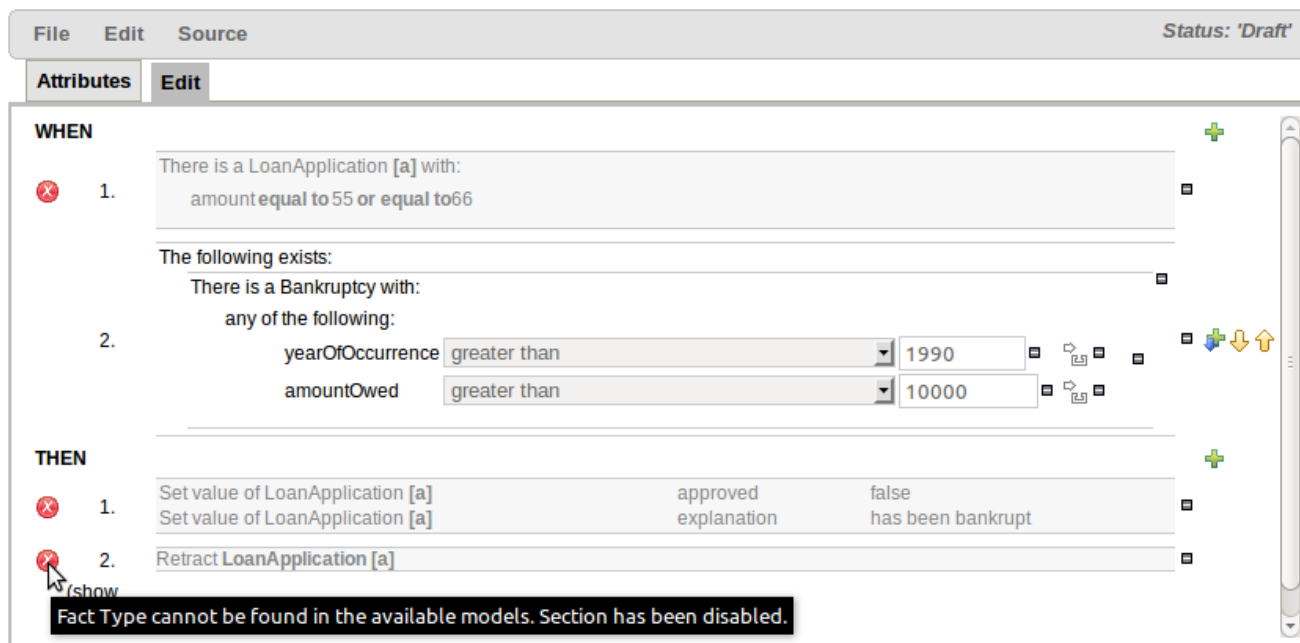 File Edit Source Status: 'Draft'
Attributes Edit
WHEN
There is a LoanApplication [a] with:
1.
amount equal to 55 or equal to66
The following exists:
There is a Bankruptcy with:
any of the following:
2.
yearOfOccurrence greater than 1990
amountOwed greater than 10000
THEN
Set value of LoanApplication [a] approved false
1.
Set value of LoanApplication [a] explanation has been bankrupt
2. Retract LoanApplication [a]
(show
Fact Type cannot be found in the available models. Section has been disabled.